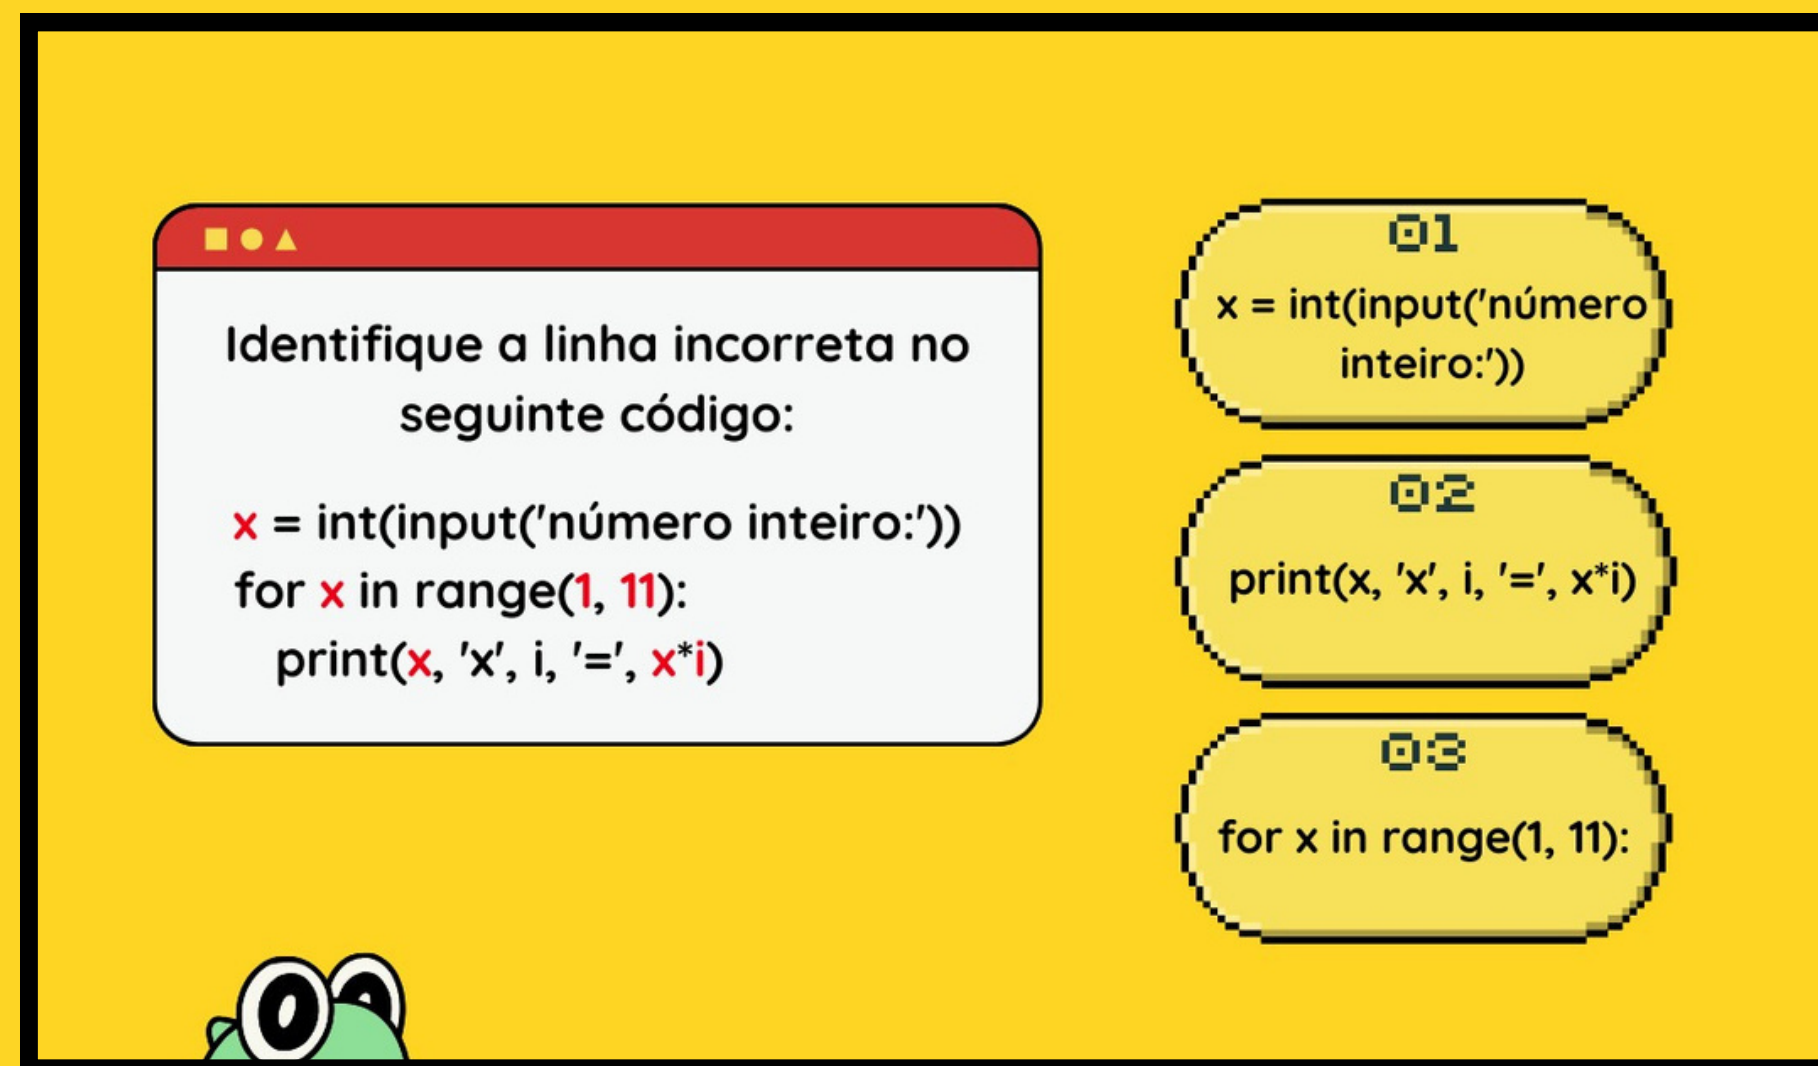 Identifique a linha incorreta no
seguinte código:
x = int(input('número inteiro:'))
for x in range(1, 11):
print(x, 'x', i, '=', x*i)
01
x = int(input('número
inteiro:'))
02
print(x, 'x', i, '=', x*i)
03
for x in range(1, 11):